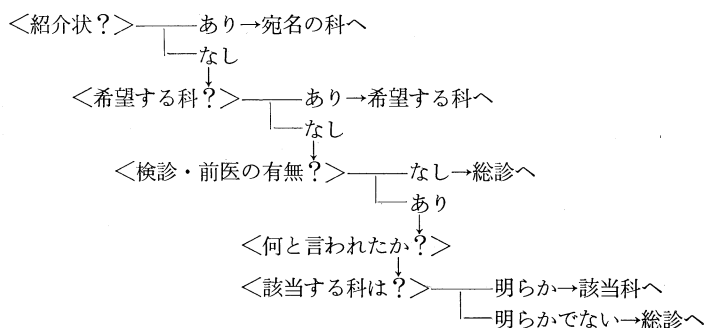 ＜紹介状？＞ あり→宛名の科へ
なし
＜希望する科？＞ あり→希望する科へ
なし
＜検診・前医の有無？＞ なし→総診へ
あり
＜何と言われたか？＞
＜該当する科は？＞ 明らか→該当科へ
明らかでない→総診へ